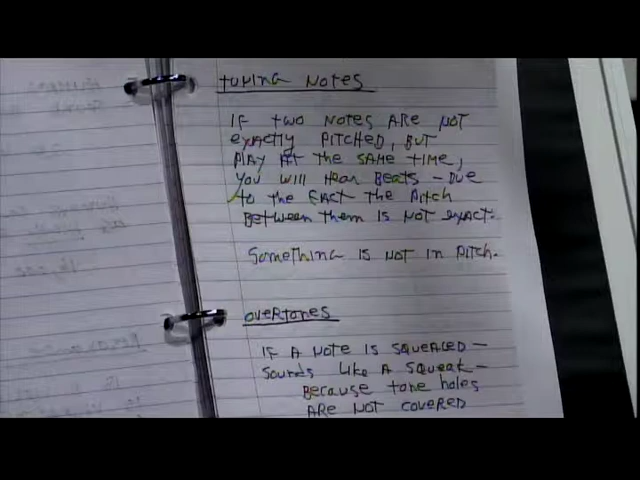 tuning Notes
IF two Notes ARE NOT
exactly PITCHED, BUT
PlAY At the SAME time,
You will Hear Beats - Due
to the FACt the Pitch
Between them is Not exact.
Something is Not in Pitch.
overtones
IF A Note is SQUEAKED -
Sounds like A SQUEAK -
Because tone holes
ARE Not COVERED